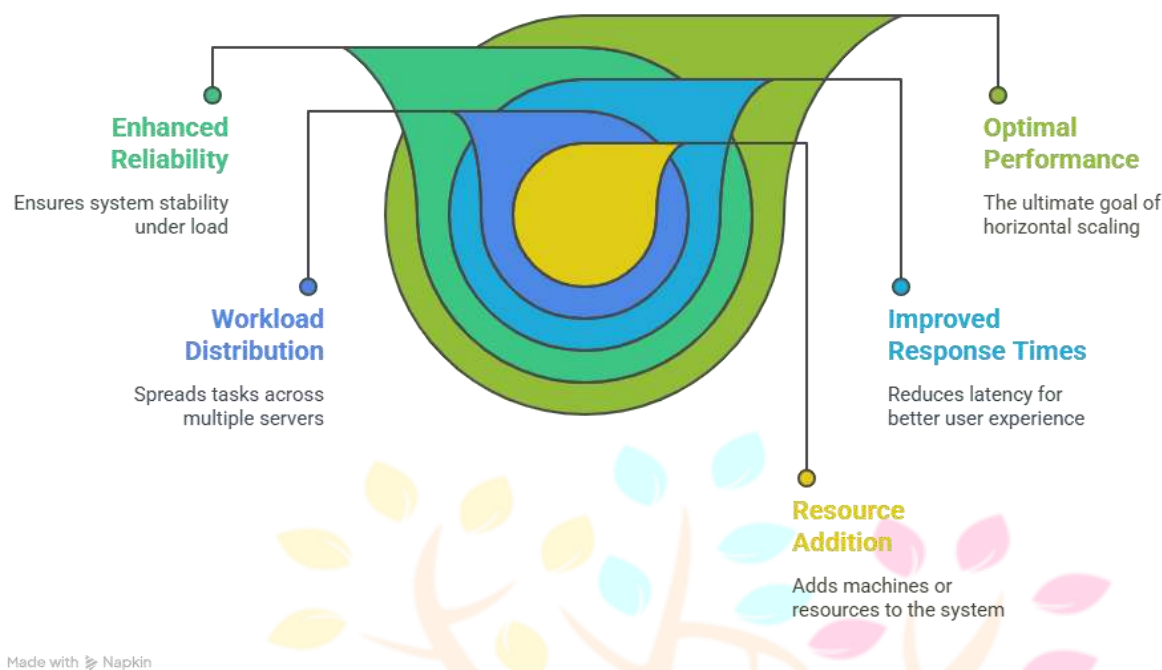 Enhanced
Reliability
Ensures system stability
under load
Optimal
Performance
The ultimate goal of
horizontal scaling
Workload
Distribution
Spreads tasks across
multiple servers
Improved
Response Times
Reduces latency for
better user experience
Resource
Addition
Adds machines or
resources to the system
Made with Napkin